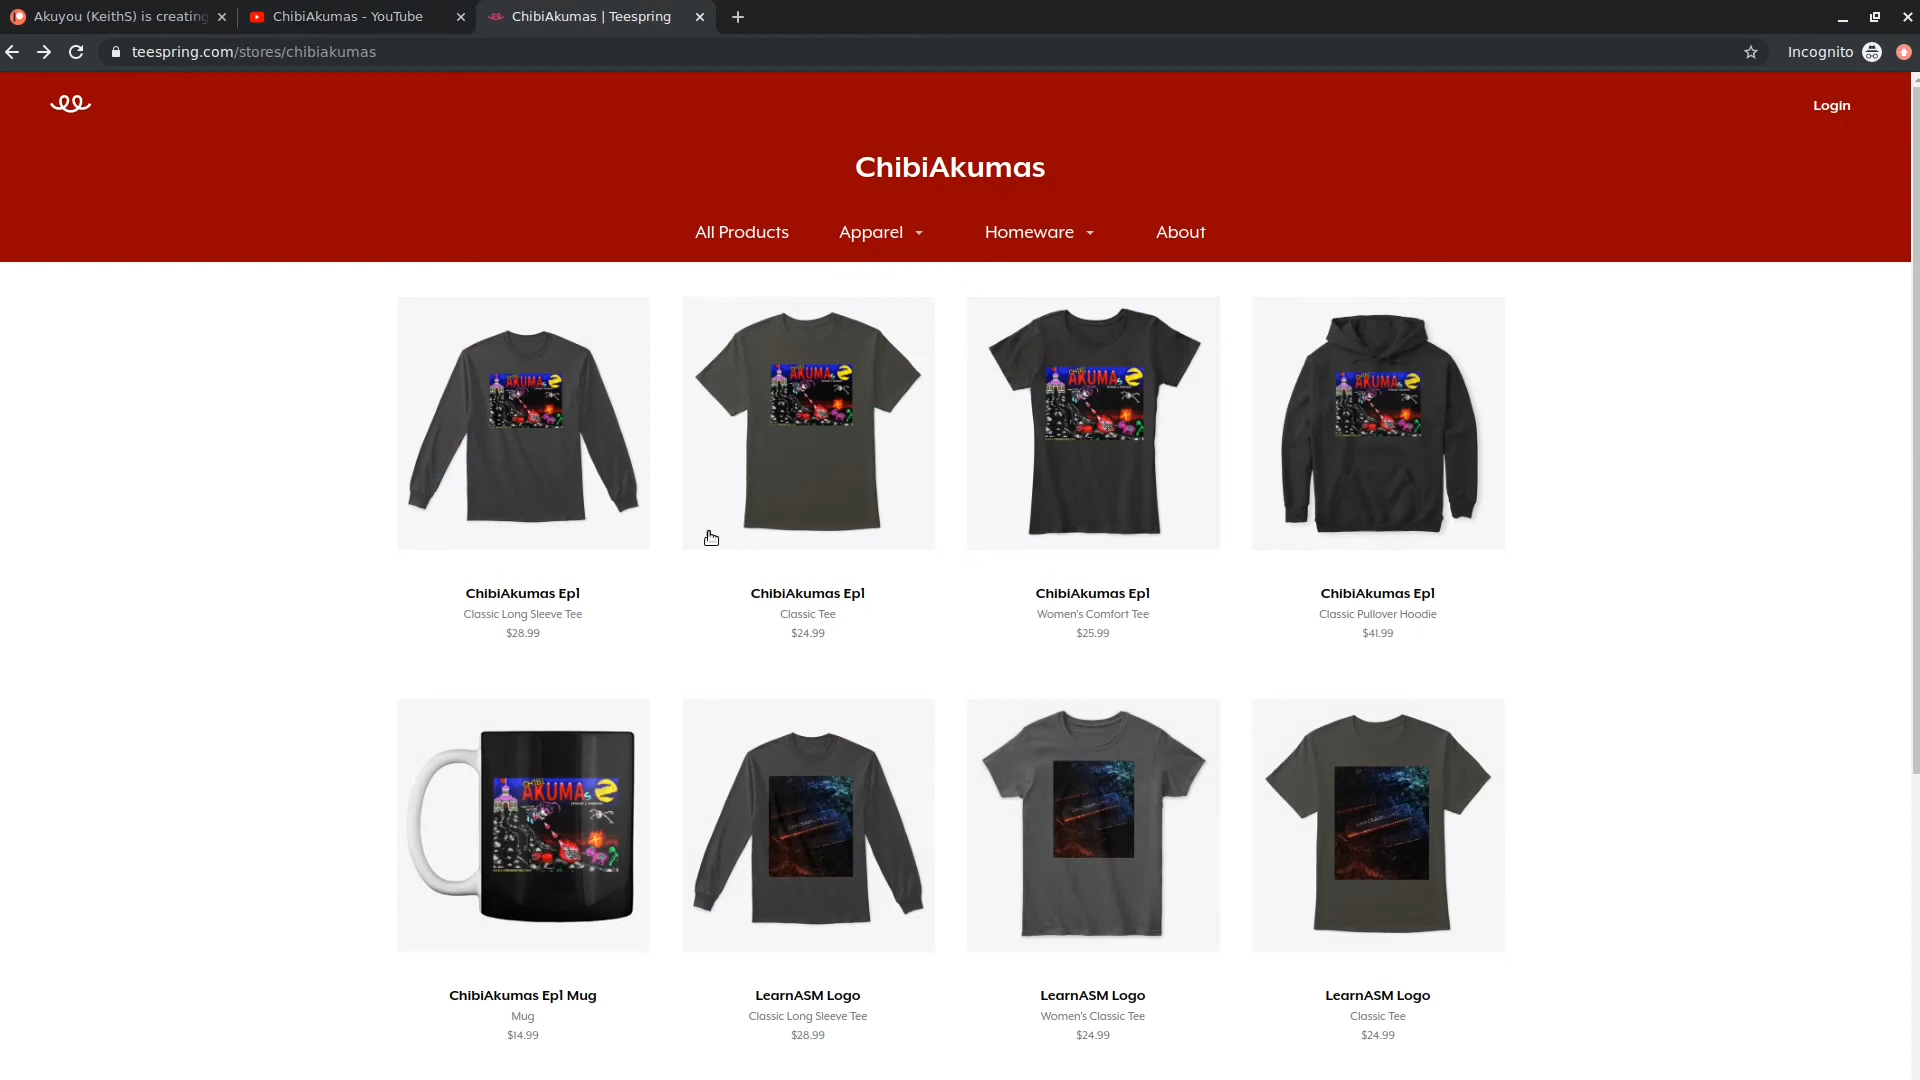 Akuyou (KeithS) is creating
ChibiAkumas - YouTube
ChibiAkumas | Teespring
teespring.com/stores/chibiakumas
Incognito
Login
ChibiAkumas
All Products
Apparel
Homeware
About
ChibiAkumas Ep1
Classic Long Sleeve Tee
$28.99
ChibiAkumas Ep1
Classic Tee
$24.99
ChibiAkumas Ep1
Women's Comfort Tee
$25.99
ChibiAkumas Ep1
Classic Pullover Hoodie
$41.99
CHIBI
AKUMAs
ChibiAkumas Ep1 Mug
Mug
$14.99
LearnASM Logo
Classic Long Sleeve Tee
$28.99
LearnASM Logo
Women's Classic Tee
$24.99
LearnASM Logo
Classic Tee
$24.99